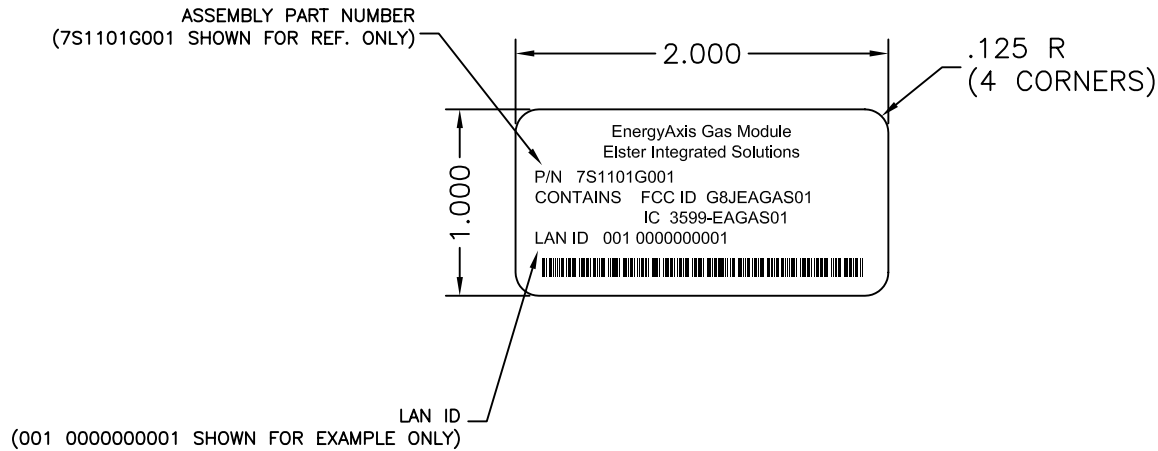 ASSEMBLY PART NUMBER
(7S1101G001 SHOWN FOR REF. ONLY)
2.000
.125 R
(4 CORNERS)
1.000
EnergyAxis Gas Module
Elster Integrated Solutions
P/N 7S1101G001
CONTAINS FCC ID G8JEAGAS01
IC 3599-EAGAS01
LAN ID 001 0000000001
LAN ID
(001 0000000001 SHOWN FOR EXAMPLE ONLY)